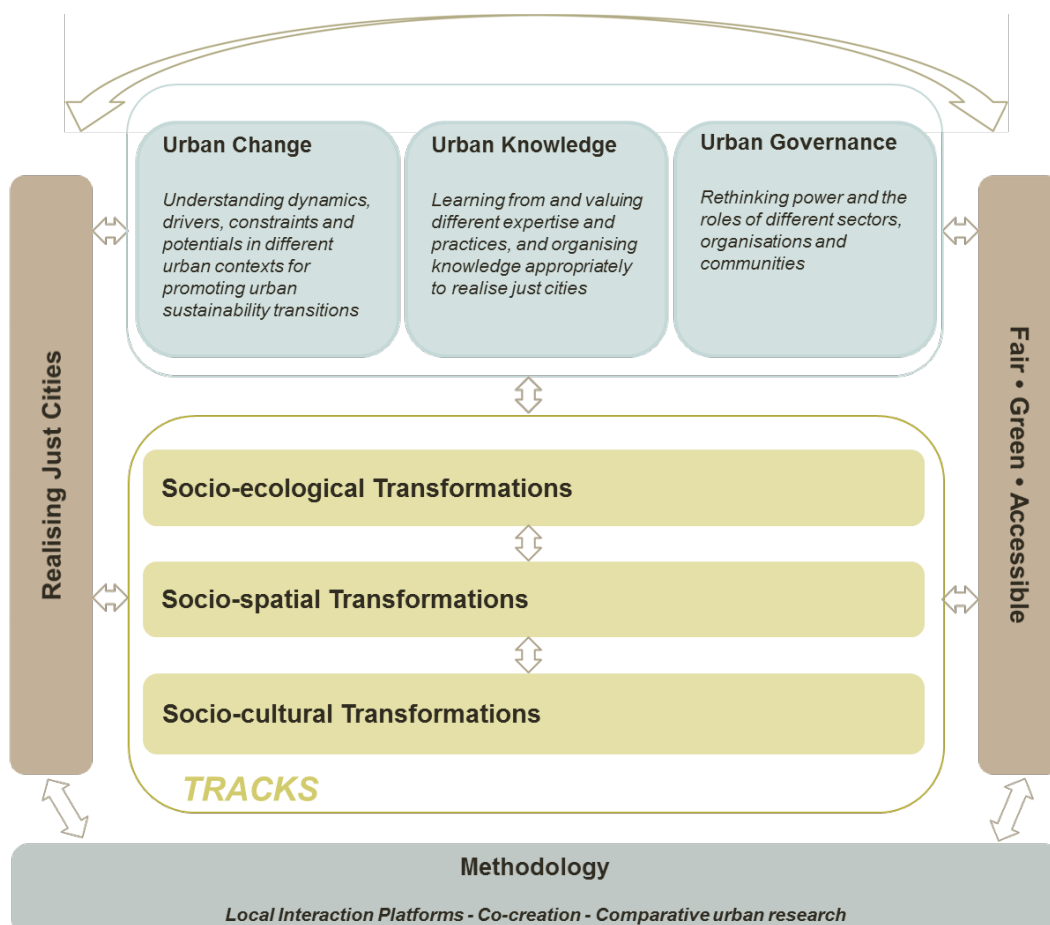 Urban Change
Understanding dynamics,
drivers, constraints and
potentials in different
urban contexts for
promoting urban
sustainability transitions
Urban Knowledge
Learning from and valuing
different expertise and
practices, and organising
knowledge appropriately
to realise just cities
Urban Governance
Rethinking power and the
roles of different sectors,
organisations and
communities
Realising Just Cities
Fair • Green • Accessible
Socio-ecological Transformations
Socio-spatial Transformations
Socio-cultural Transformations
TRACKS
Methodology
Local Interaction Platforms - Co-creation - Comparative urban research